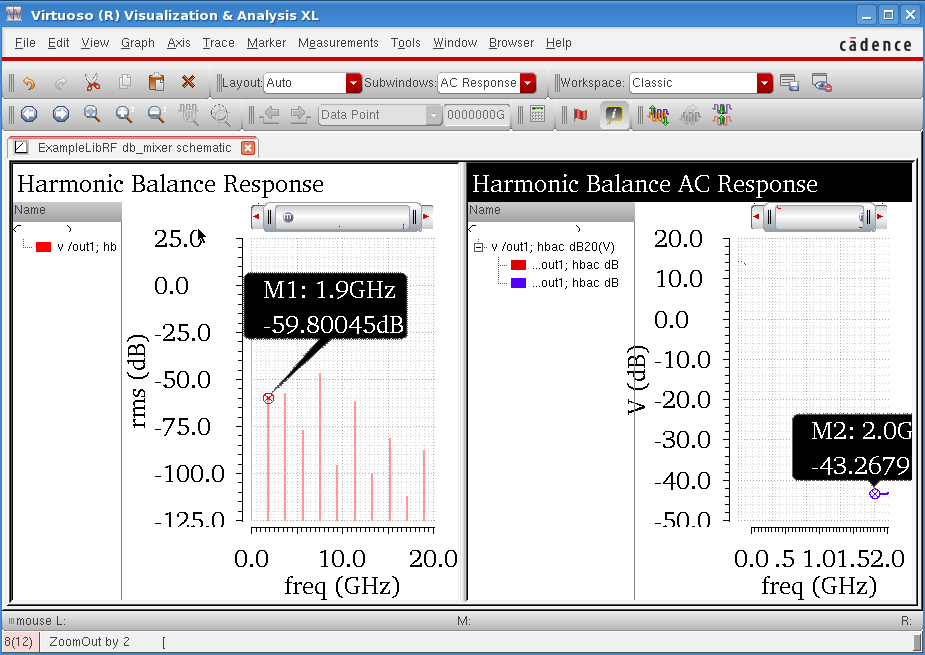 Virtuoso (R) Visualization & Analysis XL
File Edit View Graph Axis Trace Marker Measurements Tools Window Browser Help
cādence
Layout: Auto Subwindows: AC Response Workspace: Classic
Data Point 0000000G
ExampleLibRF db_mixer schematic
Harmonic Balance Response
Name
v /out1; hb
25.0
0.0
-25.0
-50.0
-75.0
-100.0
-125.0
rms (dB)
M1: 1.9GHz
-59.80045dB
0.0 10.0 20.0
freq (GHz)
Harmonic Balance AC Response
Name
v /out1; hbac dB20(V)
...out1; hbac dB
...out1; hbac dB
20.0
10.0
0.0
-10.0
-20.0
-30.0
-40.0
-50.0
V (dB)
M2: 2.0G
-43.2679
0.0 .5 1.01.52.0
freq (GHz)
mouse L: M: R:
8(12) ZoomOut by 2 [